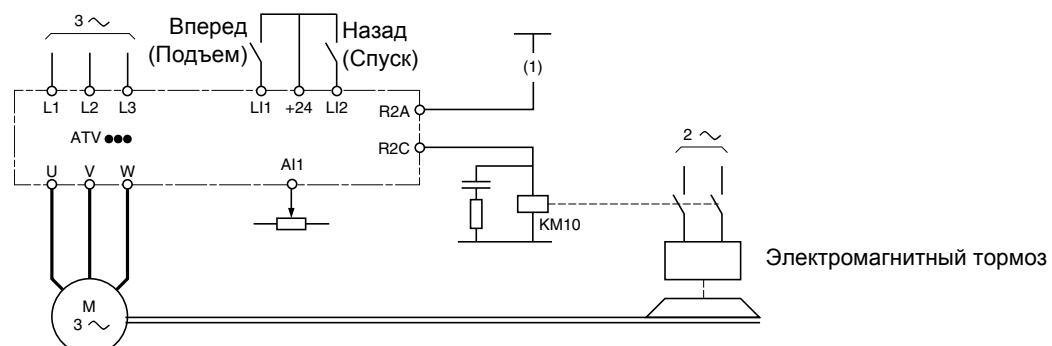 3 ∼
Вперед
(Подъем)
Назад
(Спуск)
(1)
L1 L2 L3 LI1 +24 LI2
R2A
ATV ●●●
R2C
2 ∼
U V W
AI1
KM10
Электромагнитный тормоз
M
3 ∼